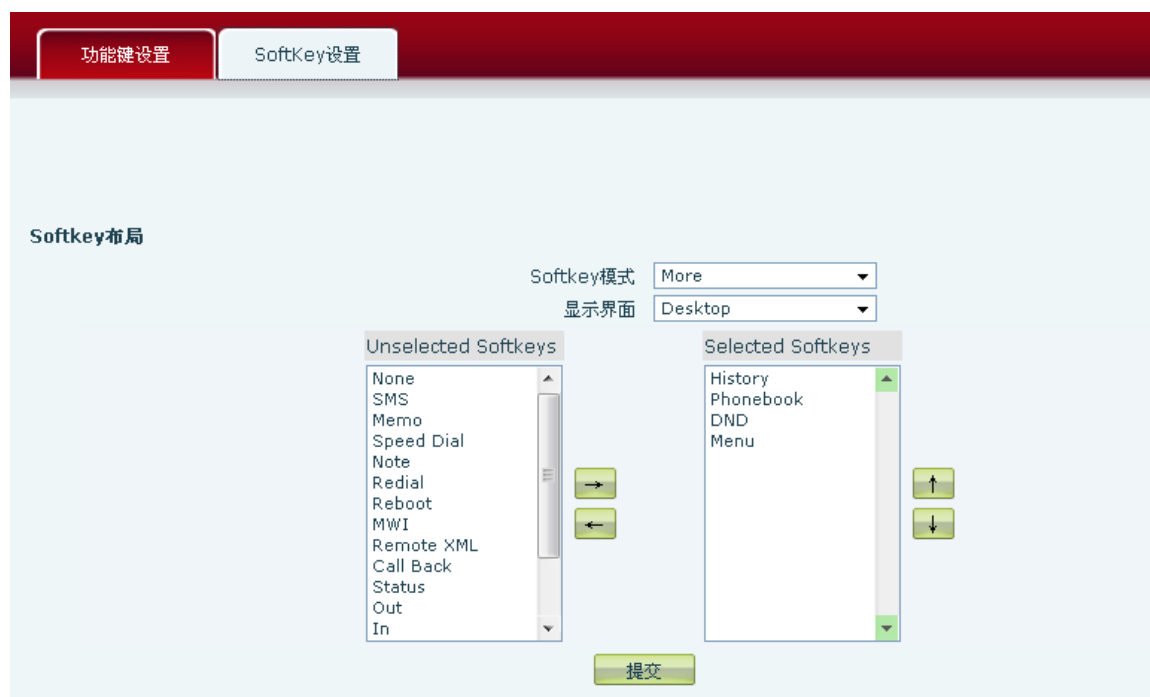 功能键设置 SoftKey设置
Softkey布局
Softkey模式 More
显示界面 Desktop
Unselected Softkeys
None
SMS
Memo
Speed Dial
Note
Redial
Reboot
MWI
Remote XML
Call Back
Status
Out
In
→
←
Selected Softkeys
History
Phonebook
DND
Menu
↑
↓
提交